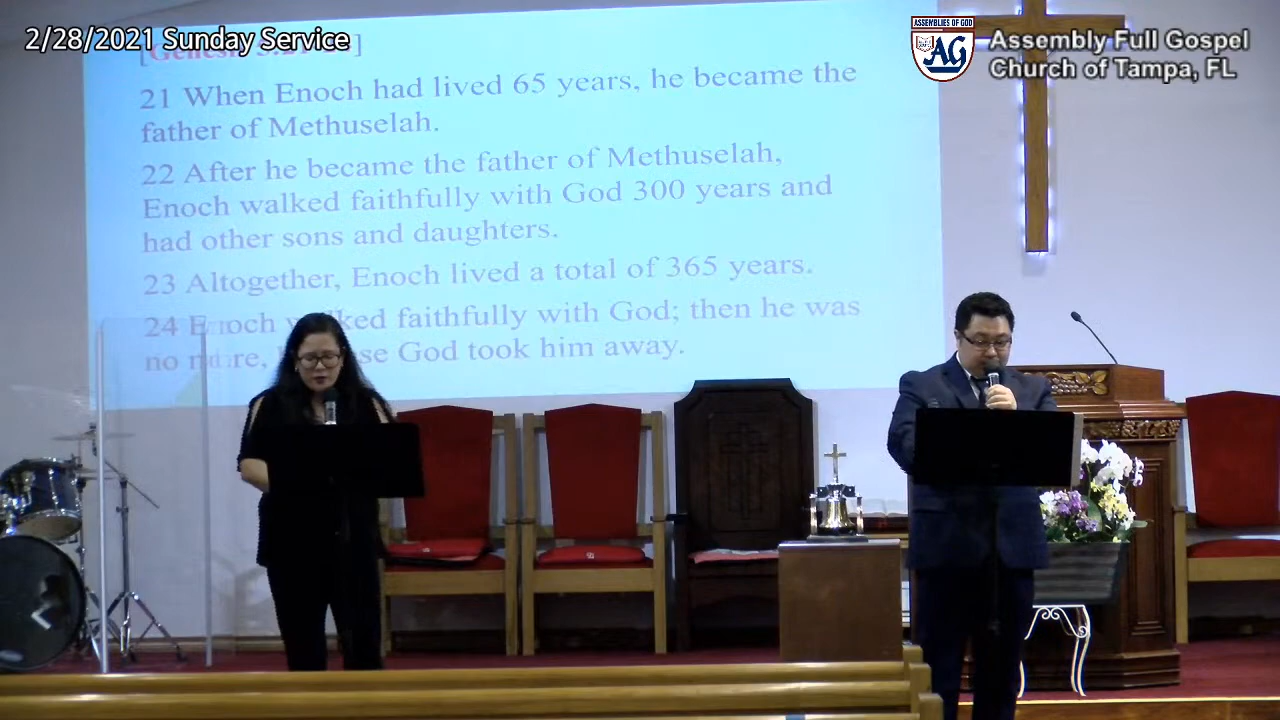 2/28/2021 Sunday Service
ASSEMBLIES OF GOD
AG
Assembly Full Gospel
Church of Tampa, FL
21 When Enoch had lived 65 years, he became the
father of Methuselah.
22 After he became the father of Methuselah,
Enoch walked faithfully with God 300 years and
had other sons and daughters.
23 Altogether, Enoch lived a total of 365 years.
24 Enoch walked faithfully with God; then he was
no more, God took him away.